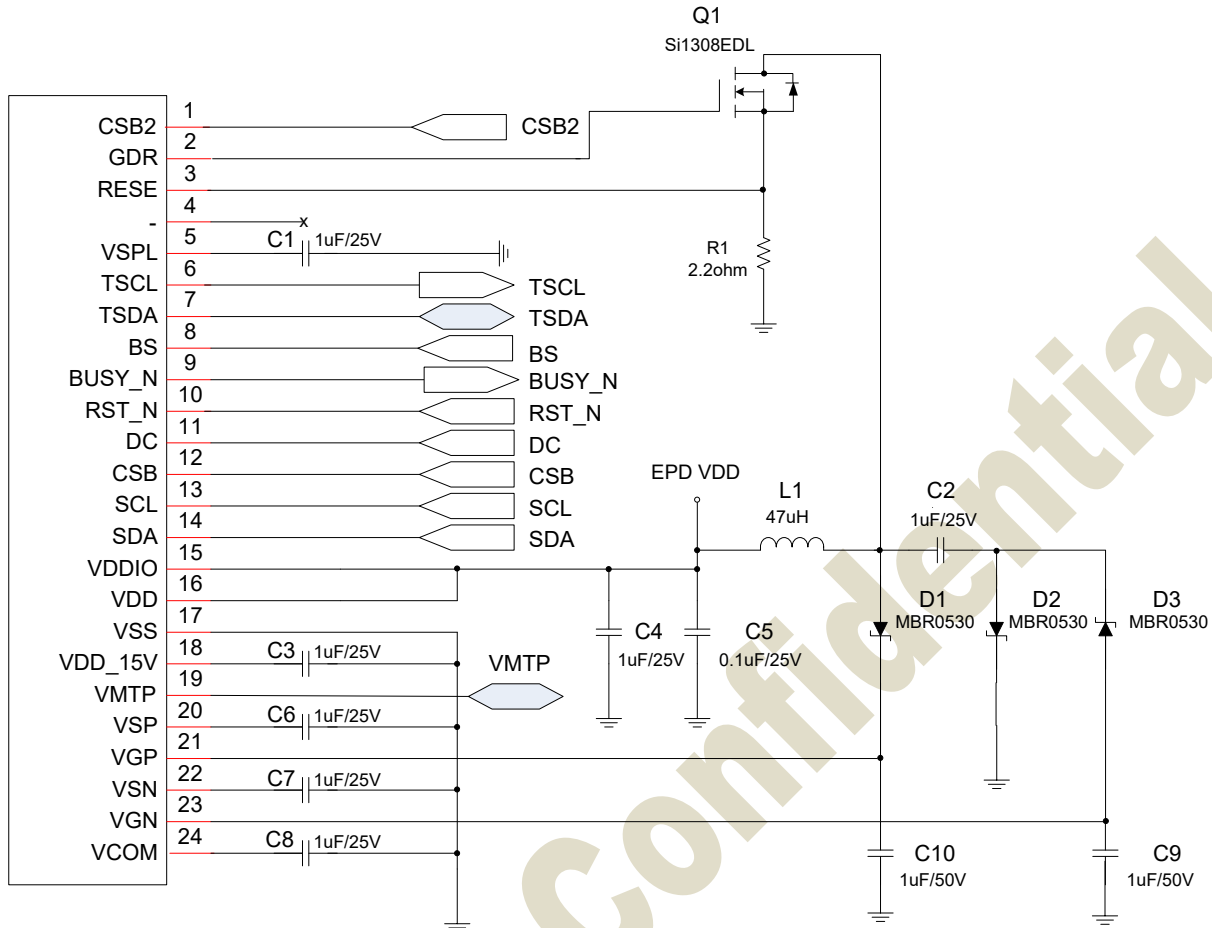 Q1
Si1308EDL
CSB2 1 CSB2
GDR 2
RESE 3
- 4 x
VSPL 5 C1 1uF/25V
TSCL 6 TSCL
TSDA 7 TSDA
BS 8 BS
BUSY_N 9 BUSY_N
RST_N 10 RST_N
DC 11 DC
CSB 12 CSB
SCL 13 SCL
SDA 14 SDA
VDDIO 15
VDD 16
VSS 17
VDD_15V 18 C3 1uF/25V
VMTP 19 VMTP
VSP 20 C6 1uF/25V
VGP 21
VSN 22 C7 1uF/25V
VGN 23
VCOM 24 C8 1uF/25V
R1
2.2ohm
EPD VDD
L1
47uH
C2
1uF/25V
C4
1uF/25V
C5
0.1uF/25V
D1
MBR0530
D2
MBR0530
D3
MBR0530
C10
1uF/50V
C9
1uF/50V
Confidential